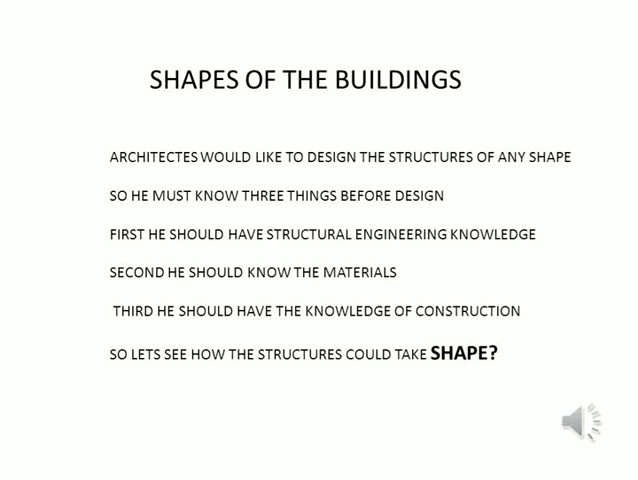 SHAPES OF THE BUILDINGS
ARCHITECTES WOULD LIKE TO DESIGN THE STRUCTURES OF ANY SHAPE
SO HE MUST KNOW THREE THINGS BEFORE DESIGN
FIRST HE SHOULD HAVE STRUCTURAL ENGINEERING KNOWLEDGE
SECOND HE SHOULD KNOW THE MATERIALS
THIRD HE SHOULD HAVE THE KNOWLEDGE OF CONSTRUCTION
SO LETS SEE HOW THE STRUCTURES COULD TAKE SHAPE?